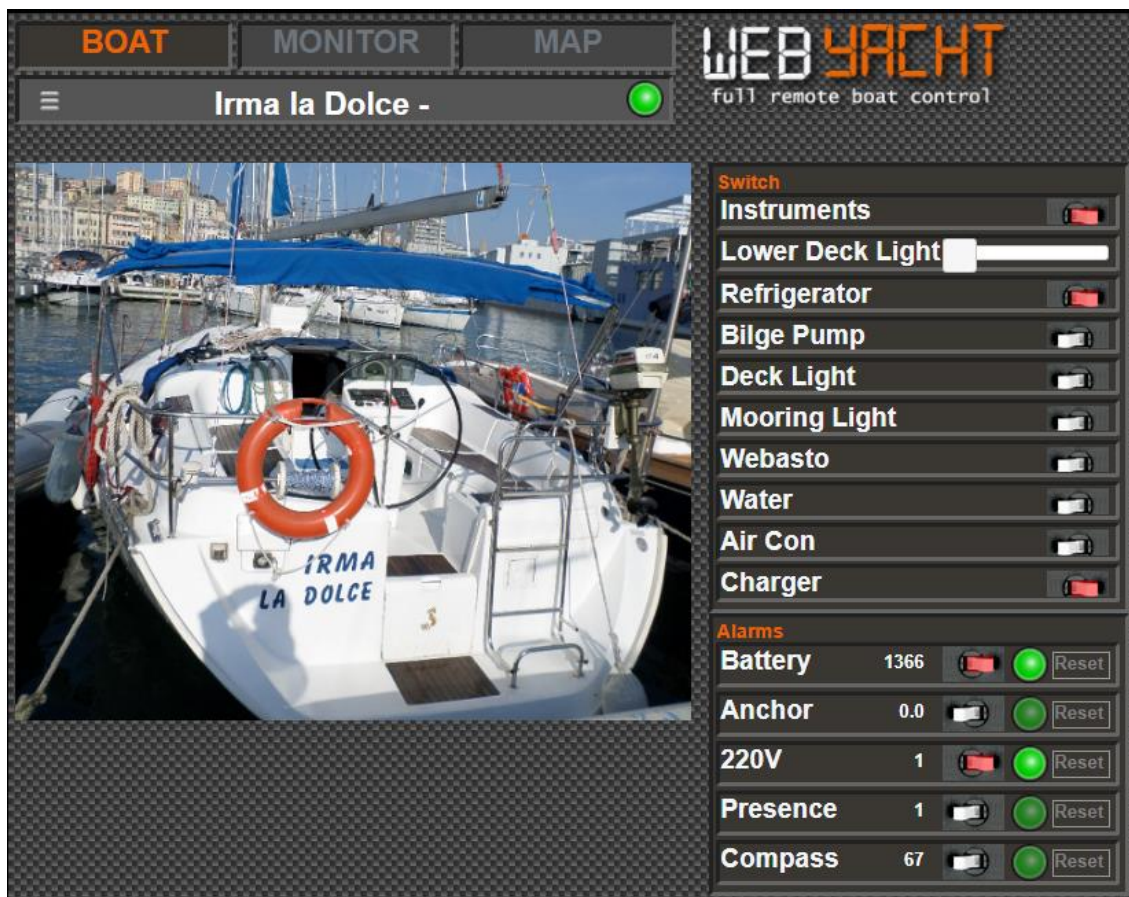 BOAT MONITOR MAP
WEB YACHT
full remote boat control
Irma la Dolce -
IRMA
LA DOLCE
Switch
Instruments
Lower Deck Light
Refrigerator
Bilge Pump
Deck Light
Mooring Light
Webasto
Water
Air Con
Charger
Alarms
Battery 1366 Reset
Anchor 0.0 Reset
220V 1 Reset
Presence 1 Reset
Compass 67 Reset